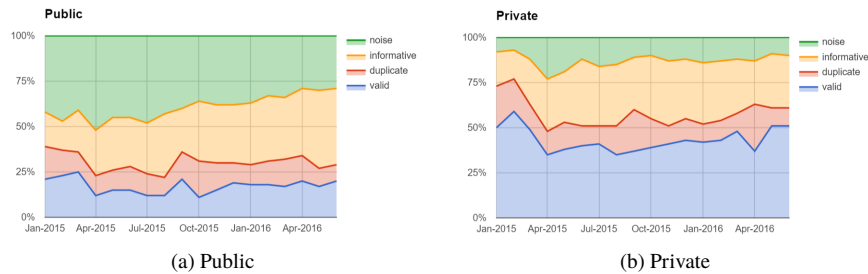 Public
100%
75%
50%
25%
0%
Jan-2015 Apr-2015 Jul-2015 Oct-2015 Jan-2016 Apr-2016
noise
informative
duplicate
valid
(a) Public
Private
100%
75%
50%
25%
0%
Jan-2015 Apr-2015 Jul-2015 Oct-2015 Jan-2016 Apr-2016
noise
informative
duplicate
valid
(b) Private